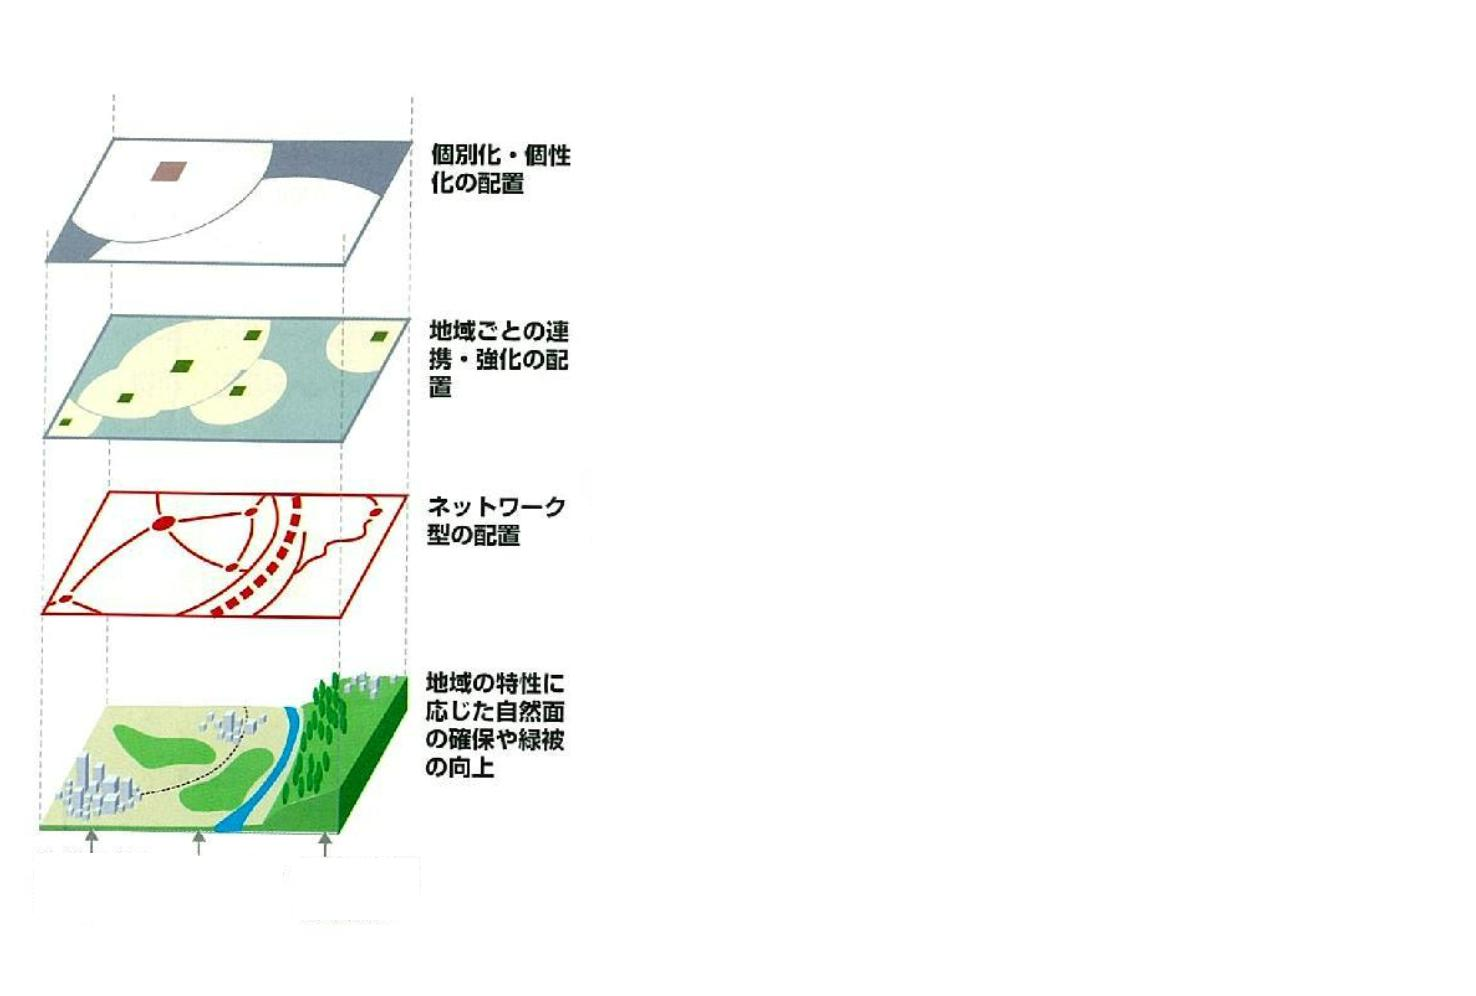 個別化・個性
化の配置
地域ごとの連
携・強化の配
置
ネットワーク
型の配置
地域の特性に
応じた自然面
の確保や緑被
の向上